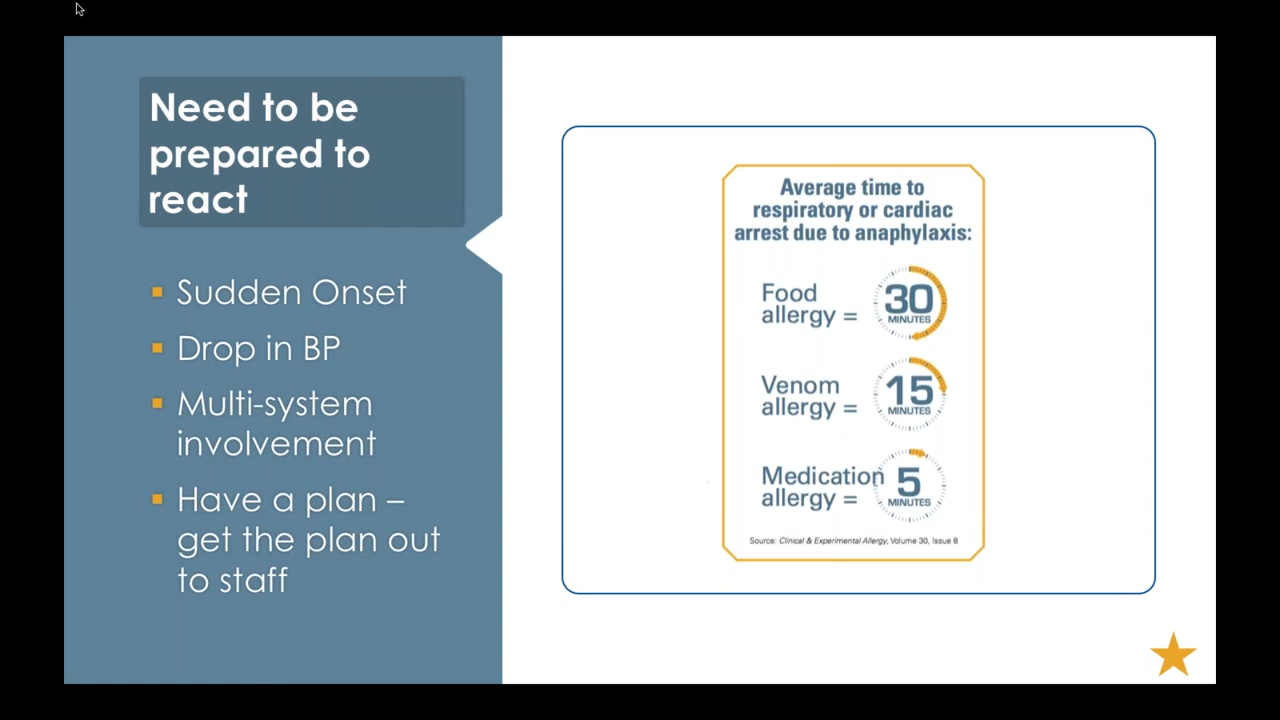 Need to be
prepared to
react
Sudden Onset
Drop in BP
Multi-system
involvement
Have a plan –
get the plan out
to staff
Average time to
respiratory or cardiac
arrest due to anaphylaxis:
Food
allergy =
30
MINUTES
Venom
allergy =
15
MINUTES
Medication
allergy =
5
MINUTES
Source: Clinical & Experimental Allergy, Volume 30, Issue 8